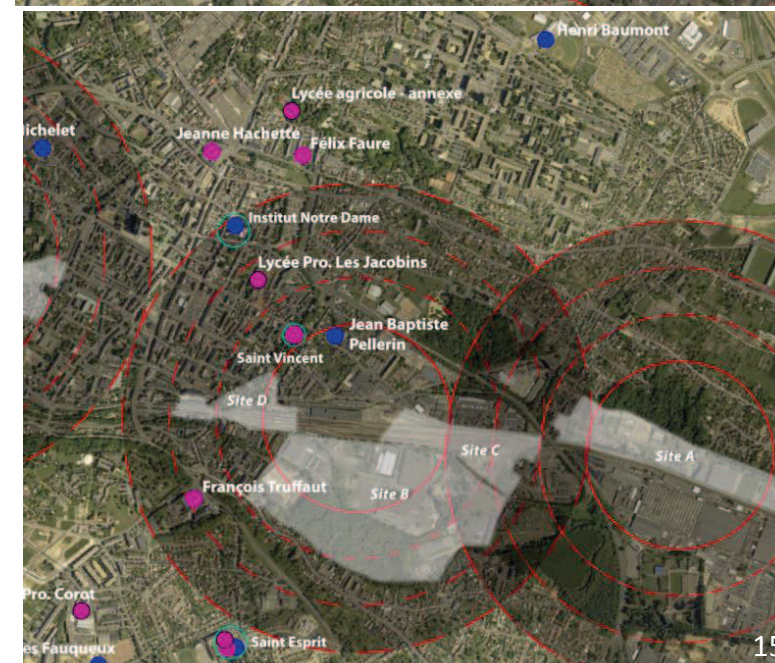 Henri Baumont
Lycée agricole - annexe
ichelet
Jeanne Hachette
Félix Faure
Institut Notre Dame
Lycée Pro. Les Jacobins
Jean Baptiste
Pellerin
Saint Vincent
Site D
Site C
Site A
Site B
François Truffaut
Pro. Corot
Saint Esprit
es Fauqueux
15